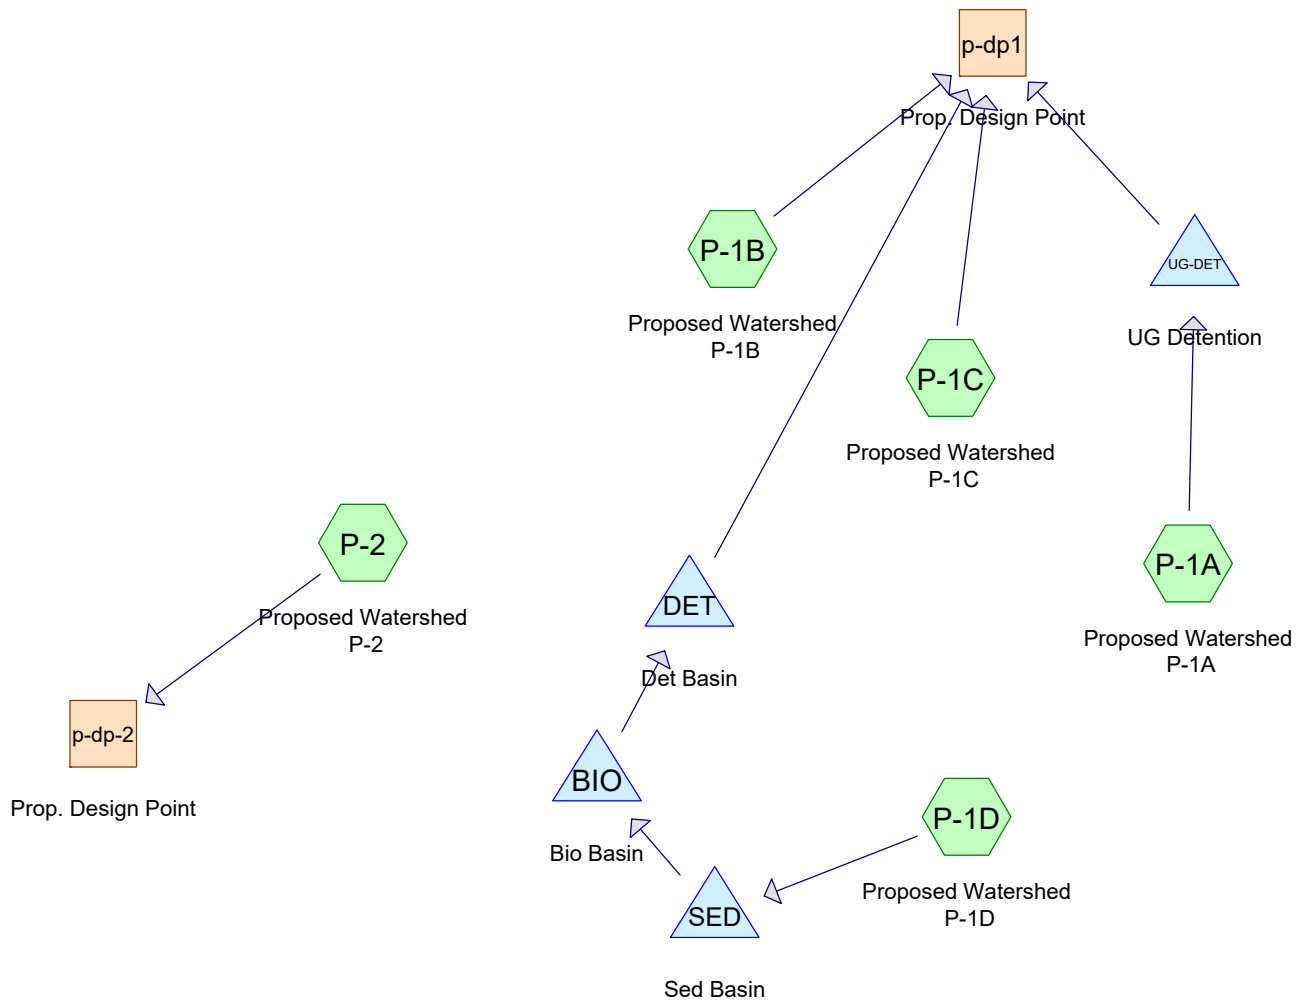 p-dp1
Prop. Design Point
P-1B
Proposed Watershed
P-1B
UG-DET
UG Detention
P-1C
Proposed Watershed
P-1C
P-2
Proposed Watershed
P-2
P-1A
Proposed Watershed
P-1A
DET
Det Basin
p-dp-2
Prop. Design Point
BIO
Bio Basin
P-1D
Proposed Watershed
P-1D
SED
Sed Basin